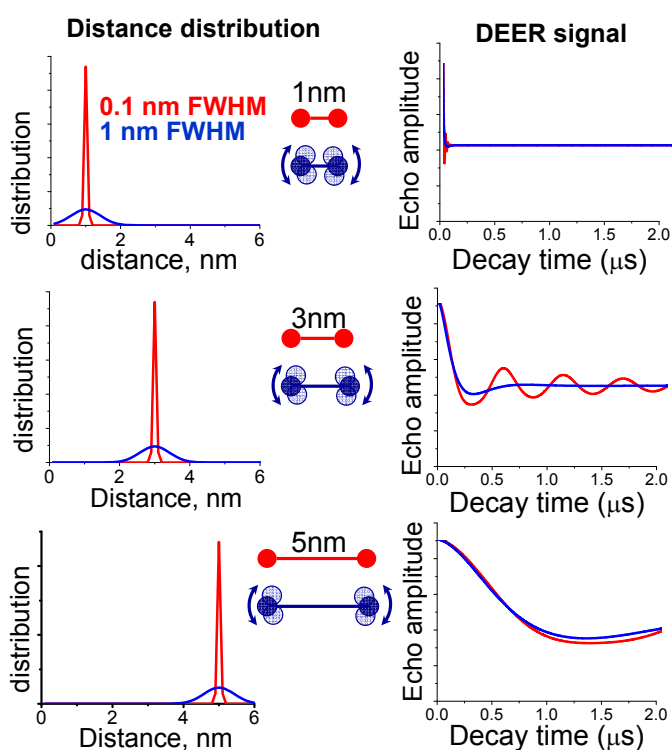 Distance distribution
DEER signal
distribution
0.1 nm FWHM
1 nm FWHM
0 2 4 6
distance, nm
1nm
Echo amplitude
0.0 0.5 1.0 1.5 2.0
Decay time (μs)
distribution
0 2 4 6
Distance, nm
3nm
Echo amplitude
0.0 0.5 1.0 1.5 2.0
Decay time (μs)
distribution
0 2 4 6
Distance, nm
5nm
Echo amplitude
0.0 0.5 1.0 1.5 2.0
Decay time (μs)